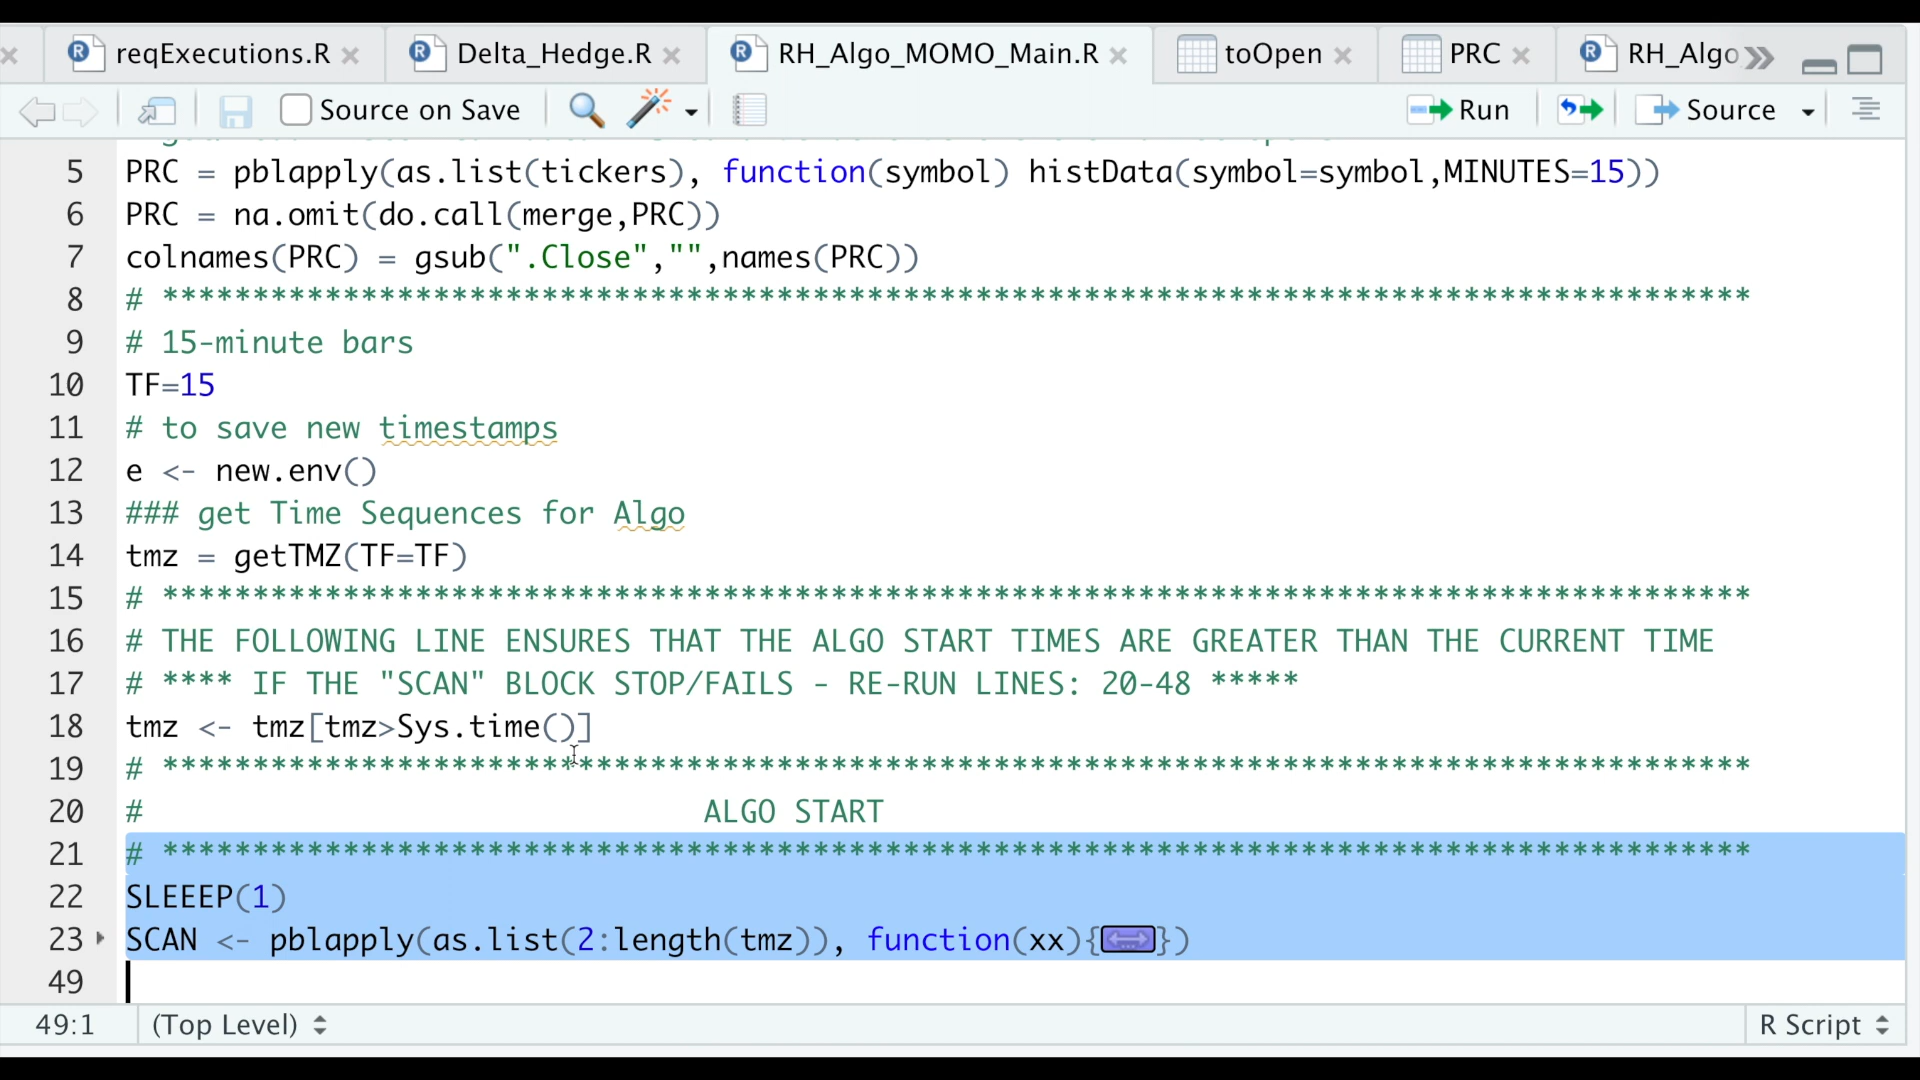 reqExecutions.R
Delta_Hedge.R
RH_Algo_MOMO_Main.R
toOpen
PRC
RH_Algo
Source on Save
Run
Source
5 PRC = pblapply(as.list(tickers), function(symbol) histData(symbol=symbol,MINUTES=15))
6 PRC = na.omit(do.call(merge,PRC))
7 colnames(PRC) = gsub(".Close","",names(PRC))
8 # ****************************************************************************************
9 # 15-minute bars
10 TF=15
11 # to save new timestamps
12 e <- new.env()
13 ### get Time Sequences for Algo
14 tmz = getTMZ(TF=TF)
15 # ****************************************************************************************
16 # THE FOLLOWING LINE ENSURES THAT THE ALGO START TIMES ARE GREATER THAN THE CURRENT TIME
17 # **** IF THE "SCAN" BLOCK STOP/FAILS - RE-RUN LINES: 20-48 *****
18 tmz <- tmz[tmz>Sys.time()]
19 # ****************************************************************************************
20 # ALGO START
21 # ****************************************************************************************
22 SLEEEP(1)
23 SCAN <- pblapply(as.list(2:length(tmz)), function(xx){})
49
49:1 (Top Level) R Script